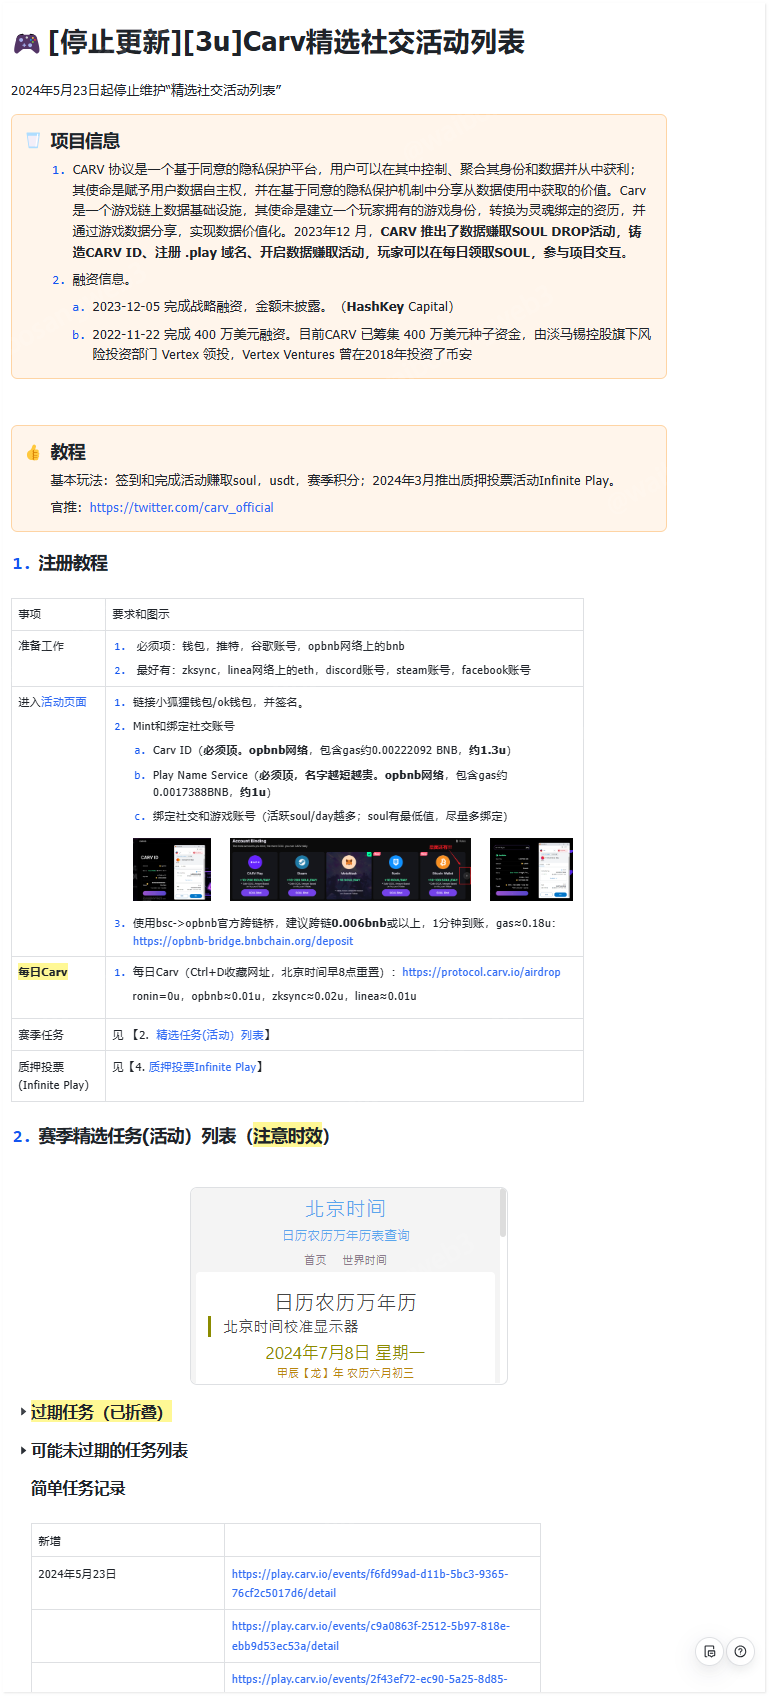 [停止更新][3u]Carv精选社交活动列表
2024年5月23日起停止维护“精选社交活动列表”
项目信息
1. CARV 协议是一个基于同意的隐私保护平台，用户可以在其中控制、聚合其身份和数据并从中获利；
其使命是赋予用户数据自主权，并在基于同意的隐私保护机制中分享从数据使用中获取的价值。Carv
是一个游戏链上数据基础设施，其使命是建立一个玩家拥有的游戏身份，转换为灵魂绑定的资历，并
通过游戏数据分享，实现数据价值化。2023年12 月，CARV 推出了数据赚取SOUL DROP活动，铸
造CARV ID、注册 .play 域名、开启数据赚取活动，玩家可以在每日领取SOUL，参与项目交互。
2. 融资信息。
a. 2023-12-05 完成战略融资，金额未披露。（HashKey Capital）
b. 2022-11-22 完成 400 万美元融资。目前CARV 已筹集 400 万美元种子资金，由淡马锡控股旗下风
险投资部门 Vertex 领投，Vertex Ventures 曾在2018年投资了币安
教程
基本玩法：签到和完成活动赚取soul，usdt，赛季积分；2024年3月推出质押投票活动Infinite Play。
官推：https://twitter.com/carv_official
1. 注册教程
事项 要求和图示
准备工作 1. 必须项：钱包，推特，谷歌账号，opbnb网络上的bnb
2. 最好有：zksync，linea网络上的eth，discord账号，steam账号，facebook账号
进入活动页面 1. 链接小狐狸钱包/ok钱包，并签名。
2. Mint和绑定社交账号
a. Carv ID（必须项。opbnb网络，包含gas约0.00222092 BNB，约1.3u）
b. Play Name Service（必须项，名字越短越贵。opbnb网络，包含gas约
0.0017388BNB，约1u）
c. 绑定社交和游戏账号（活跃soul/day越多；soul有最低值，尽量多绑定）
CARV ID
Account Binding
3. 使用bsc->opbnb官方跨链桥，建议跨链0.006bnb或以上，1分钟到账，gas≈0.18u：
https://opbnb-bridge.bnbchain.org/deposit
每日Carv 1. 每日Carv（Ctrl+D收藏网址，北京时间早8点重置）：https://protocol.carv.io/airdrop
ronin=0u，opbnb≈0.01u，zksync≈0.02u，linea≈0.01u
赛季任务 见 【2. 精选任务(活动）列表】
质押投票 见【4. 质押投票Infinite Play】
(Infinite Play)
2. 赛季精选任务(活动）列表（注意时效）
北京时间
日历农历万年历表查询
首页 世界时间
日历农历万年历
北京时间校准显示器
2024年7月8日 星期一
甲辰【龙】年 农历六月初三
过期任务（已折叠）
可能未过期的任务列表
简单任务记录
新增
2024年5月23日 https://play.carv.io/events/f6fd99ad-d11b-5bc3-9365-
76cf2c5017d6/detail
https://play.carv.io/events/c9a0863f-2512-5b97-818e-
ebb9d53ec53a/detail
https://play.carv.io/events/2f43ef72-ec90-5a25-8d85-